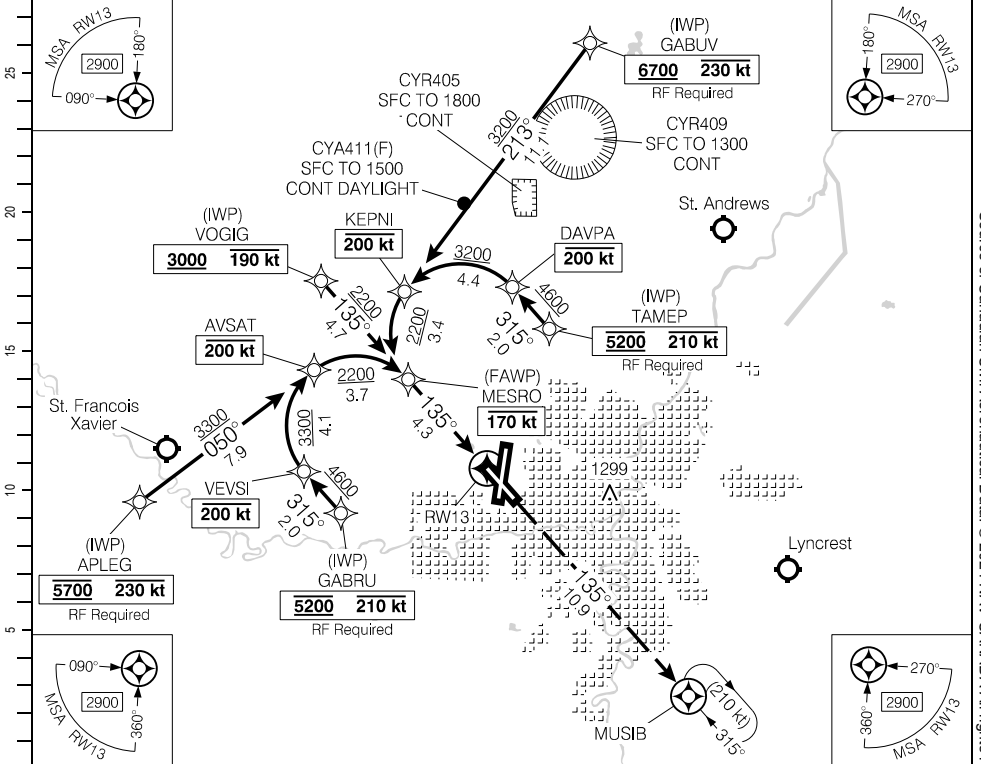 MSA RW13
180°
2900
090°
(IWP)
GABUV
6700 230 kt
RF Required
MSA RW13
180°
2900
270°
25
CYR405
SFC TO 1800
CONT
3200
213°
11.1
CYR409
SFC TO 1300
CONT
CYA411(F)
SFC TO 1500
CONT DAYLIGHT
20
St. Andrews
(IWP)
VOGIG
3000 190 kt
KEPNI
200 kt
DAVPA
200 kt
3200
4.4
4600
315°
2.0
(IWP)
TAMEP
5200 210 kt
RF Required
2200
135°
4.7
2200
3.4
15
AVSAT
200 kt
2200
3.7
(FAWP)
MESRO
170 kt
135°
4.3
St. Francois
Xavier
3300
050°
7.9
3300
4.1
10
VEVSI
200 kt
4600
315°
2.0
RW13
1299
(IWP)
APLEG
5700 230 kt
RF Required
(IWP)
GABRU
5200 210 kt
RF Required
Lyncrest
135°
10.9
5
090°
2900
360°
MSA RW13
MUSIB
(210 kt)
315°
270°
2900
360°
MSA RW13